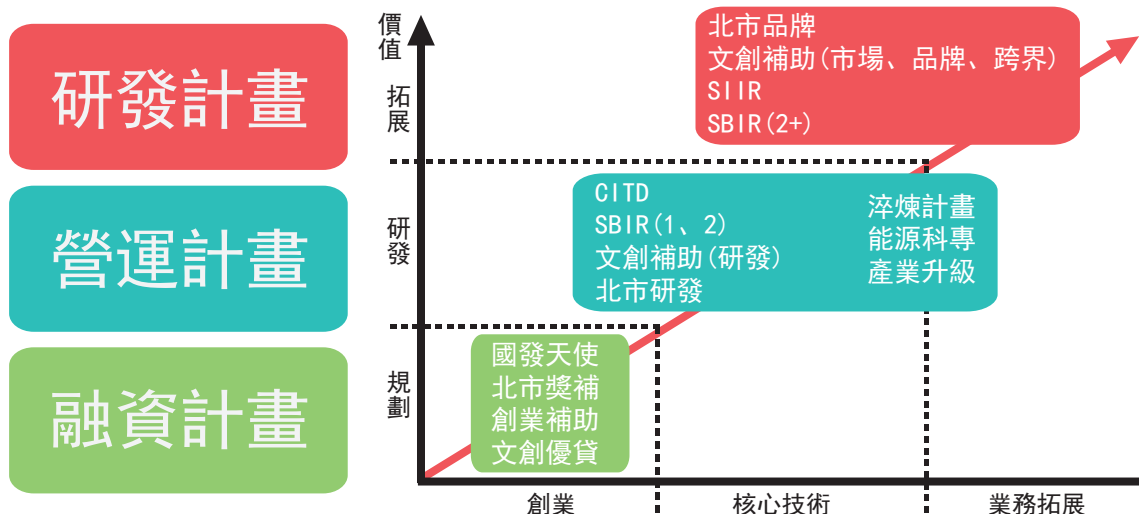 研發計畫
營運計畫
融資計畫
價值
拓展
研發
規劃
北市品牌
文創補助(市場、品牌、跨界)
SIIR
SBIR(2+)
CITD
SBIR(1、2)
文創補助(研發)
北市研發
淬煉計畫
能源科專
產業升級
國發天使
北市獎補
創業補助
文創優貸
創業
核心技術
業務拓展